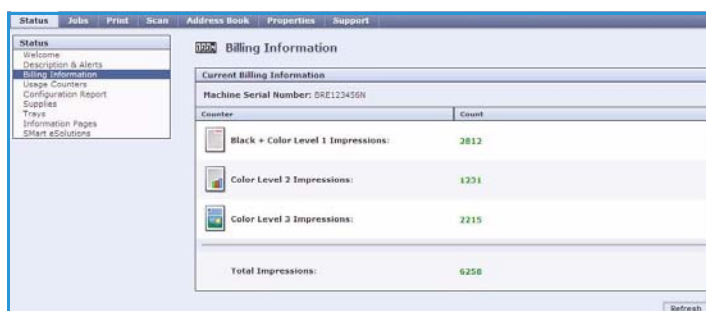 Status Jobs Print Scan Address Book Properties Support
Status
Welcome
Description & Alerts
Billing Information
Usage Counters
Configuration Report
Supplies
Trays
Information Pages
SMart eSolutions
Billing Information
Current Billing Information
Machine Serial Number: BRE123456N
Counter Count
Black + Color Level 1 Impressions: 2812
Color Level 2 Impressions: 1231
Color Level 3 Impressions: 2215
Total Impressions: 6258
Refresh